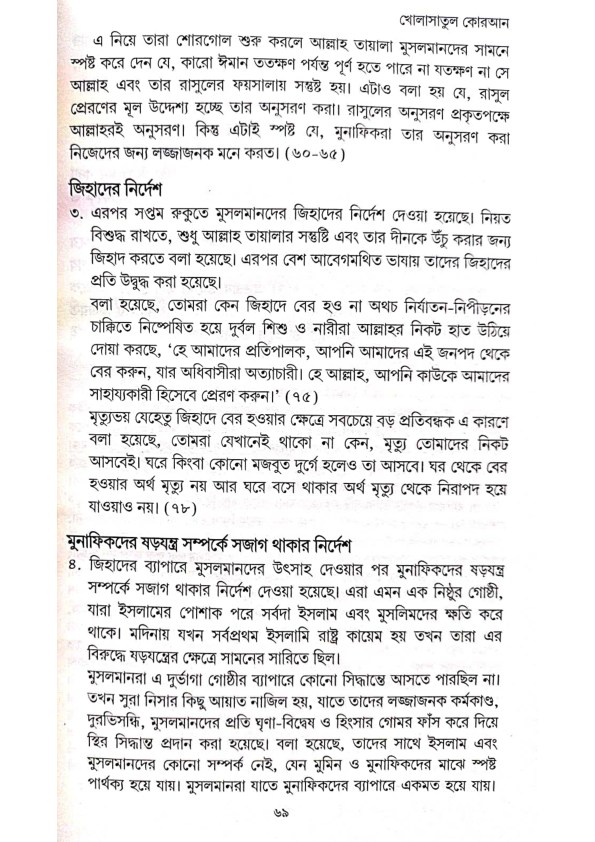 খোলাসাতুল কোরআন
এ নিয়ে তারা শোরগোল শুরু করলে আল্লাহ তায়ালা মুসলমানদের সামনে
স্পষ্ট করে দেন যে, কারো ঈমান ততক্ষণ পর্যন্ত পূর্ণ হতে পারে না যতক্ষণ না সে
আল্লাহ এবং তার রাসুলের ফয়সালায় সন্তুষ্ট হয়। এটাও বলা হয় যে, রাসুল
প্রেরণের মূল উদ্দেশ্য হচ্ছে তার অনুসরণ করা। রাসুলের অনুসরণ প্রকৃতপক্ষে
আল্লাহরই অনুসরণ। কিন্তু এটাই স্পষ্ট যে, মুনাফিকরা তার অনুসরণ করা
নিজেদের জন্য লজ্জাজনক মনে করত। (৬০-৬৫)
জিহাদের নির্দেশ
৩. এরপর সপ্তম রুকুতে মুসলমানদের জিহাদের নির্দেশ দেওয়া হয়েছে। নিয়ত
বিশুদ্ধ রাখতে, শুধু আল্লাহ তায়ালার সন্তুষ্টি এবং তার দীনকে উঁচু করার জন্য
জিহাদ করতে বলা হয়েছে। এরপর বেশ আবেগমথিত ভাষায় তাদের জিহাদের
প্রতি উদ্বুদ্ধ করা হয়েছে।
বলা হয়েছে, তোমরা কেন জিহাদে বের হও না অথচ নির্যাতন-নিপীড়নের
চাক্কিতে নিষ্পেষিত হয়ে দুর্বল শিশু ও নারীরা আল্লাহর নিকট হাত উঠিয়ে
দোয়া করছে, ‘হে আমাদের প্রতিপালক, আপনি আমাদের এই জনপদ থেকে
বের করুন, যার অধিবাসীরা অত্যাচারী। হে আল্লাহ, আপনি কাউকে আমাদের
সাহায্যকারী হিসেবে প্রেরণ করুন।’ (৭৫)
মৃত্যুভয় যেহেতু জিহাদে বের হওয়ার ক্ষেত্রে সবচেয়ে বড় প্রতিবন্ধক এ কারণে
বলা হয়েছে, তোমরা যেখানেই থাকো না কেন, মৃত্যু তোমাদের নিকট
আসবেই। ঘরে কিংবা কোনো মজবুত দুর্গে হলেও তা আসবে। ঘর থেকে বের
হওয়ার অর্থ মৃত্যু নয় আর ঘরে বসে থাকার অর্থ মৃত্যু থেকে নিরাপদ হয়ে
যাওয়াও নয়। (৭৮)
মুনাফিকদের ষড়যন্ত্র সম্পর্কে সজাগ থাকার নির্দেশ
৪. জিহাদের ব্যাপারে মুসলমানদের উৎসাহ দেওয়ার পর মুনাফিকদের ষড়যন্ত্র
সম্পর্কে সজাগ থাকার নির্দেশ দেওয়া হয়েছে। এরা এমন এক নিষ্ঠুর গোষ্ঠী,
যারা ইসলামের পোশাক পরে সর্বদা ইসলাম এবং মুসলিমদের ক্ষতি করে
থাকে। মদিনায় যখন সর্বপ্রথম ইসলামি রাষ্ট্র কায়েম হয় তখন তারা এর
বিরুদ্ধে ষড়যন্ত্রের ক্ষেত্রে সামনের সারিতে ছিল।
মুসলমানরা এ দুর্ভাগা গোষ্ঠীর ব্যাপারে কোনো সিদ্ধান্তে আসতে পারছিল না।
তখন সুরা নিসার কিছু আয়াত নাজিল হয়, যাতে তাদের লজ্জাজনক কর্মকাণ্ড,
দুরভিসন্ধি, মুসলমানদের প্রতি ঘৃণা-বিদ্বেষ ও হিংসার গোমর ফাঁস করে দিয়ে
স্থির সিদ্ধান্ত প্রদান করা হয়েছে। বলা হয়েছে, তাদের সাথে ইসলাম এবং
মুসলমানদের কোনো সম্পর্ক নেই, যেন মুমিন ও মুনাফিকদের মাঝে স্পষ্ট
পার্থক্য হয়ে যায়। মুসলমানরা যাতে মুনাফিকদের ব্যাপারে একমত হয়ে যায়।
৬৯